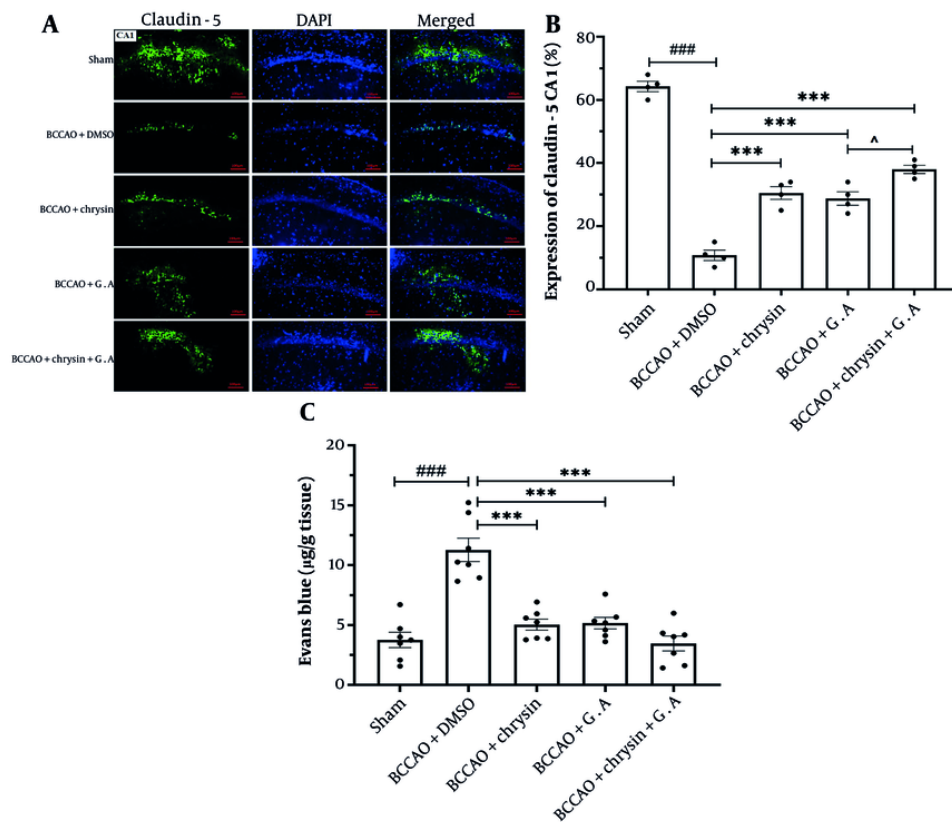 A
Claudin - 5 DAPI Merged
CA1
Sham
BCCAO + DMSO
BCCAO + chrysin
BCCAO + G . A
BCCAO + chrysin + G . A
B
Expression of claudin - 5 CA1 (%)
80
60
40
20
0
###
***
***
***
^
Sham
BCCAO + DMSO
BCCAO + chrysin
BCCAO + G . A
BCCAO + chrysin + G . A
C
Evans blue (µg/g tissue)
20
15
10
5
0
###
***
***
***
Sham
BCCAO + DMSO
BCCAO + chrysin
BCCAO + G . A
BCCAO + chrysin + G . A